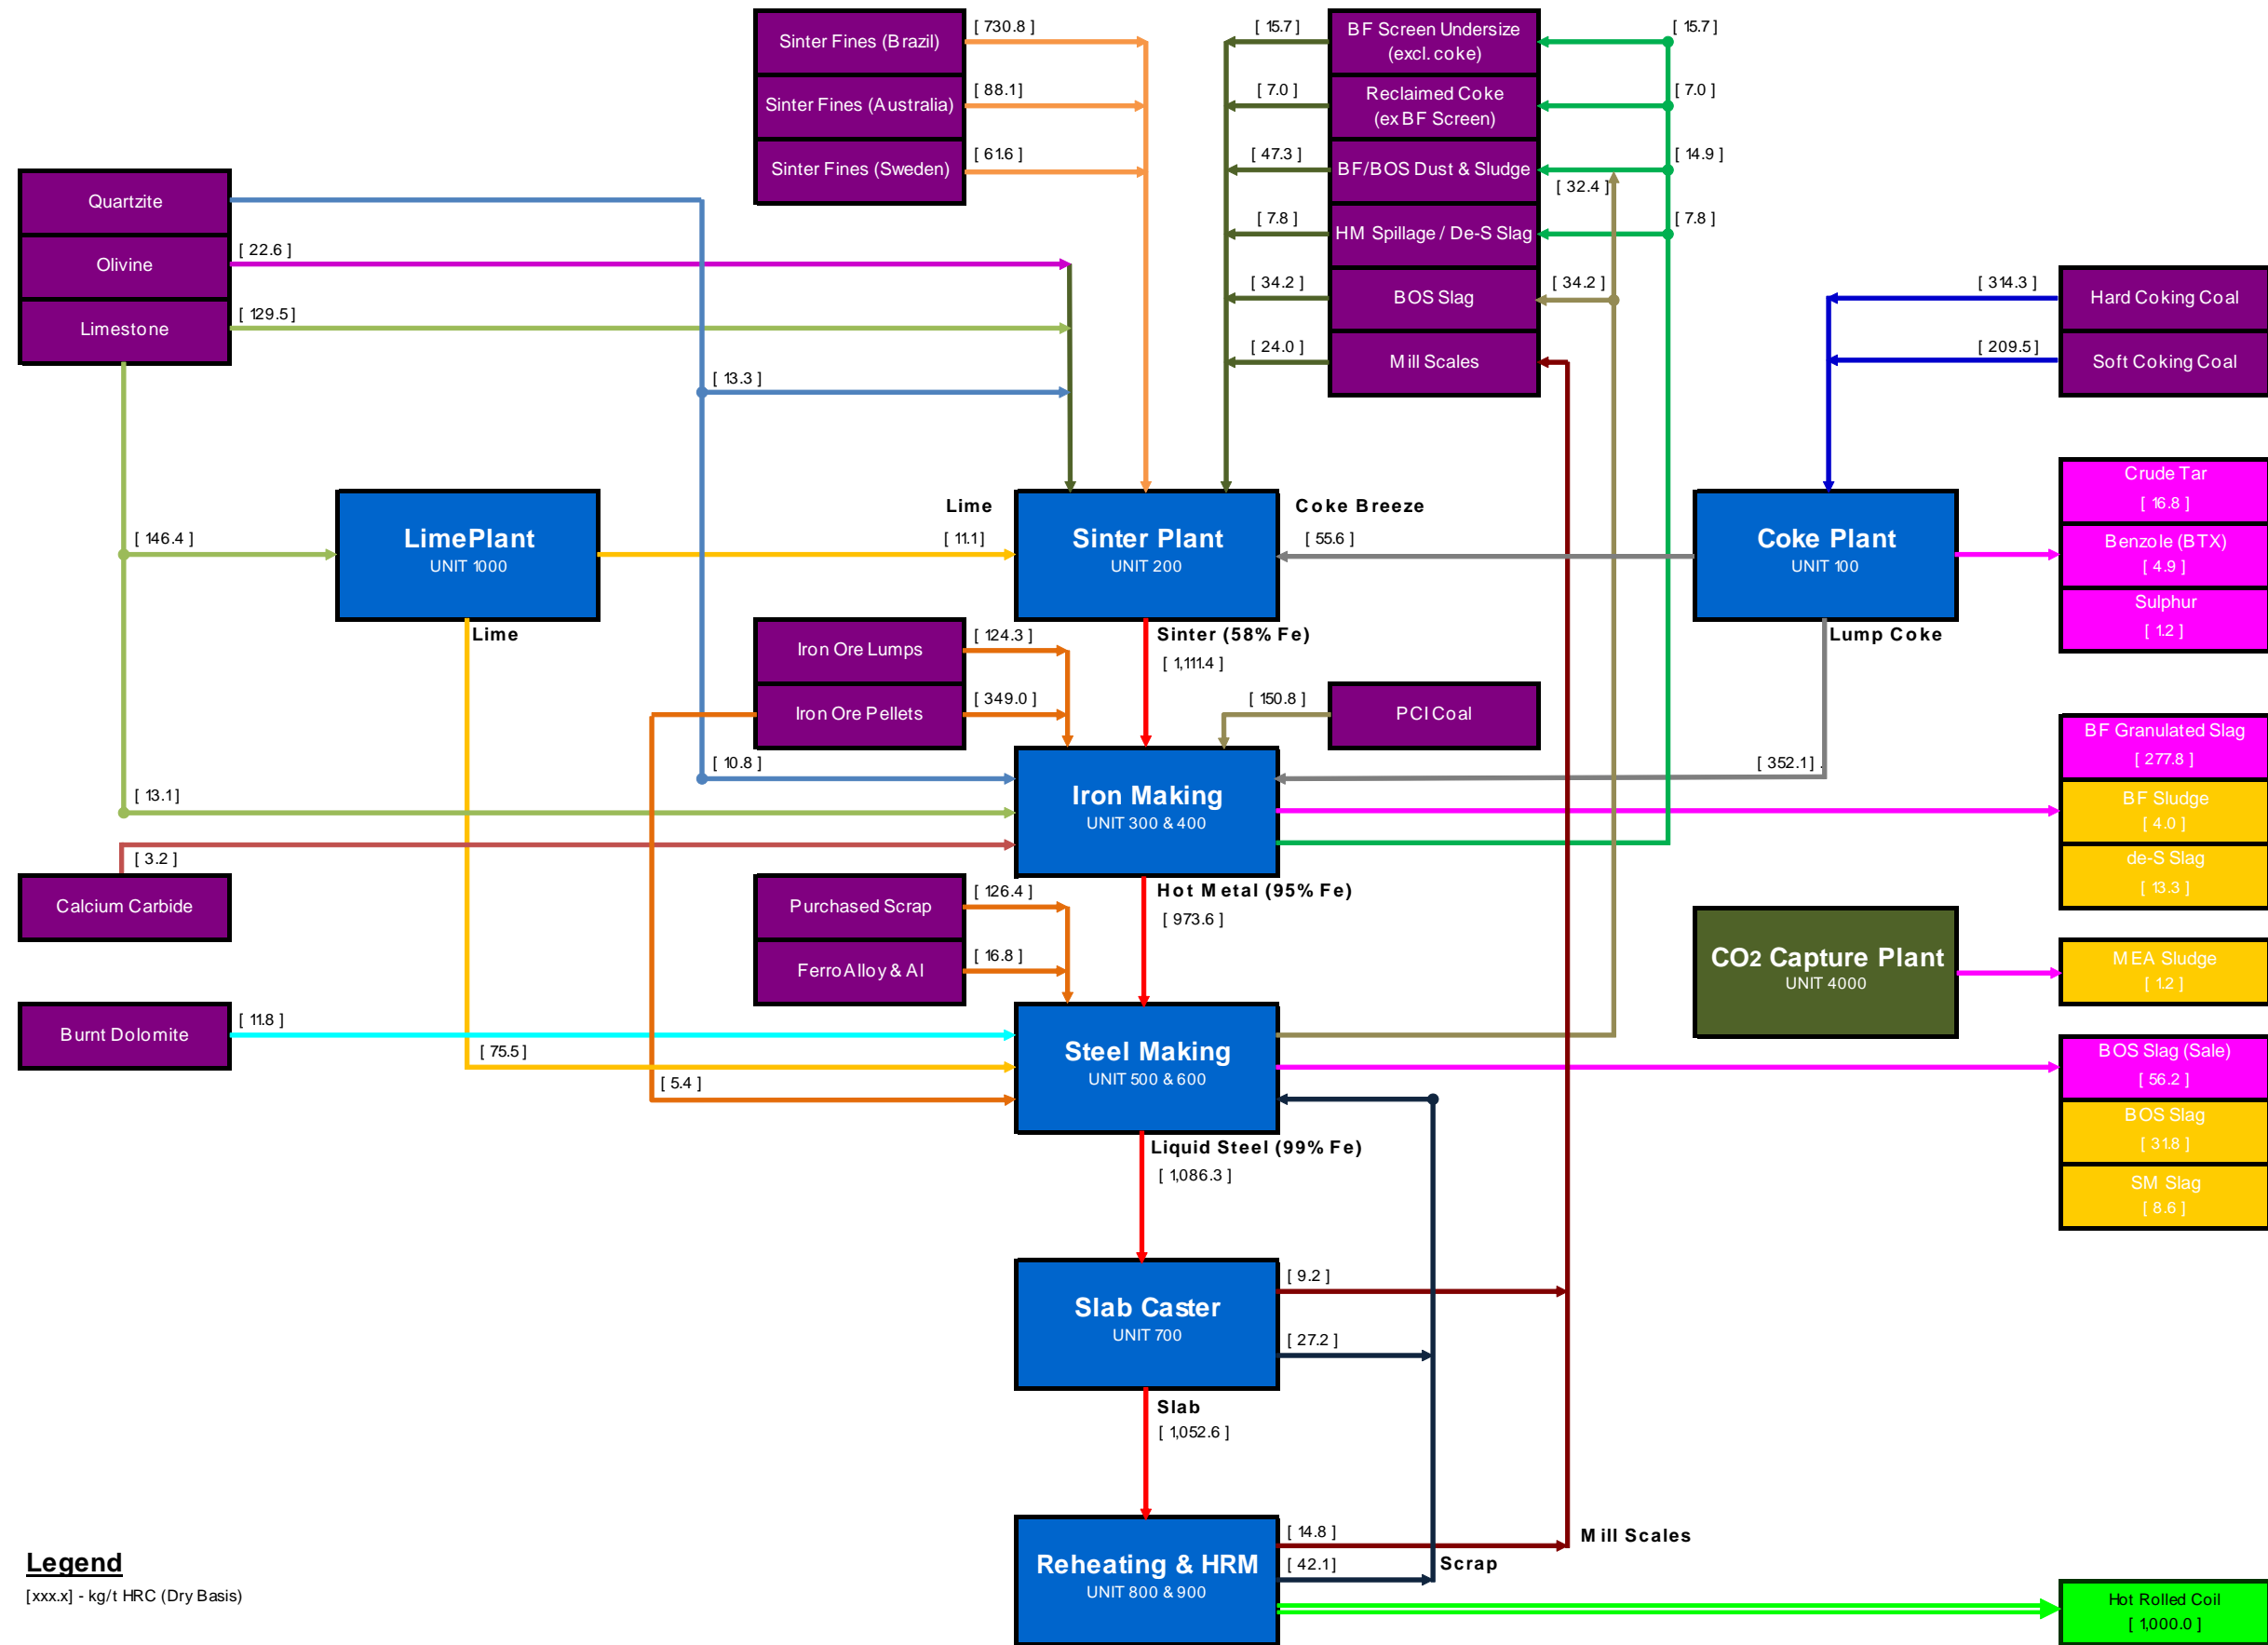 Sinter Fines (Brazil)
[ 730.8 ]
Sinter Fines (Australia)
[ 88.1]
Sinter Fines (Sweden)
[ 61.6 ]
[ 15.7 ]
BF Screen Undersize
(excl. coke)
[ 15.7 ]
[ 7.0 ]
Reclaimed Coke
(ex BF Screen)
[ 7.0 ]
[ 47.3 ]
BF/BOS Dust & Sludge
[ 14.9 ]
[ 32.4 ]
[ 7.8 ]
HM Spillage / De-S Slag
[ 7.8 ]
[ 34.2 ]
BOS Slag
[ 34.2 ]
[ 24.0 ]
Mill Scales
Quartzite
Olivine
[ 22.6 ]
Limestone
[ 129.5]
[ 13.3 ]
[ 314.3 ]
Hard Coking Coal
[ 209.5]
Soft Coking Coal
Crude Tar
[ 16.8 ]
Benzole (BTX)
[ 4.9 ]
Sulphur
[ 1.2 ]
[ 146.4 ]
LimePlant
UNIT 1000
Lime
[ 11.1]
Sinter Plant
UNIT 200
Coke Breeze
[ 55.6 ]
Coke Plant
UNIT 100
Lime
Sinter (58% Fe)
[ 1,111.4 ]
Lump Coke
Iron Ore Lumps
[ 124.3 ]
Iron Ore Pellets
[ 349.0 ]
[ 150.8 ]
PCI Coal
[ 10.8 ]
[ 352.1] .
[ 13.1]
Iron Making
UNIT 300 & 400
BF Granulated Slag
[ 277.8 ]
BF Sludge
[ 4.0 ]
de-S Slag
[ 13.3 ]
[ 3.2 ]
Calcium Carbide
Purchased Scrap
[ 126.4 ]
FerroAlloy & Al
[ 16.8 ]
Hot Metal (95% Fe)
[ 973.6 ]
CO2 Capture Plant
UNIT 4000
MEA Sludge
[ 1.2 ]
Burnt Dolomite
[ 11.8 ]
[ 75.5]
[ 5.4 ]
Steel Making
UNIT 500 & 600
BOS Slag (Sale)
[ 56.2 ]
BOS Slag
[ 31.8 ]
SM Slag
[ 8.6 ]
Liquid Steel (99% Fe)
[ 1,086.3 ]
Slab Caster
UNIT 700
[ 9.2 ]
[ 27.2 ]
Slab
[ 1,052.6 ]
Reheating & HRM
UNIT 800 & 900
[ 14.8 ]
Mill Scales
[ 42.1]
Scrap
Hot Rolled Coil
[ 1,000.0 ]
Legend
[xxx.x] - kg/t HRC (Dry Basis)